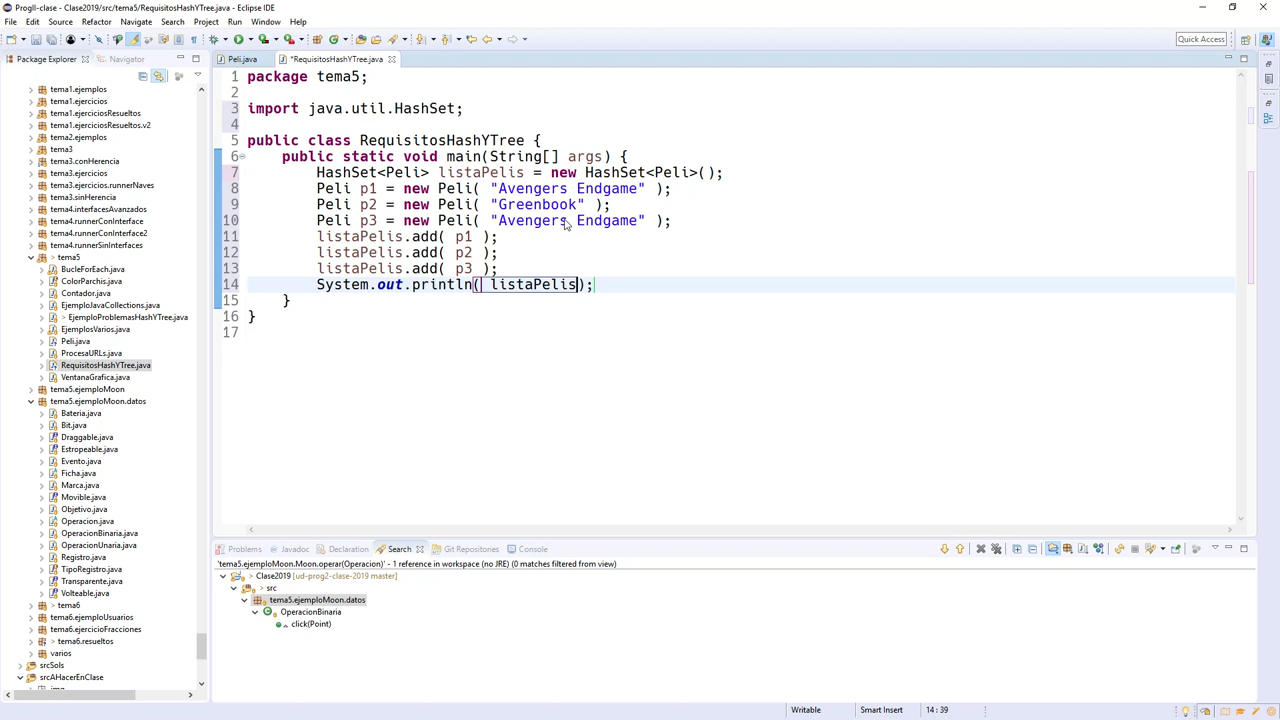 ProgII-clase - Clase2019/src/tema5/RequisitosHashYTree.java - Eclipse IDE
File Edit Source Refactor Navigate Search Project Run Window Help
Quick Access
Package Explorer
Navigator
Peli.java
*RequisitosHashYTree.java
tema1.ejemplos
tema1.ejercicios
tema1.ejerciciosResueltos
tema1.ejerciciosResueltos.v2
tema2.ejemplos
tema3
tema3.conHerencia
tema3.ejercicios
tema3.ejercicios.runnerNaves
tema3.sinHerencia
tema4.interfacesAvanzado
tema4.runnerConInterface
tema4.runnerConInterface2
tema4.runnerSinInterfaces
> tema5
BucleForEach.java
ColorParchis.java
Contador.java
EjemploJavaCollections.java
> EjemploProblemasHashYTree.java
EjemplosVarios.java
Peli.java
ProcesaURLs.java
RequisitosHashYTree.java
VentanaGrafica.java
tema5.ejemploMoon
tema5.ejemploMoon.datos
Bateria.java
Bit.java
Draggable.java
Estropeable.java
Evento.java
Ficha.java
Marca.java
Movible.java
Objetivo.java
Operacion.java
OperacionBinaria.java
OperacionUnaria.java
Registro.java
TipoRegistro.java
Transparente.java
Volteable.java
> tema6
tema6.ejemploUsuarios
tema6.ejercicioFracciones
> tema6.resueltos
varios
srcSols
srcAHacerEnClase
img
1 package tema5;
2
3 import java.util.HashSet;
4
5 public class RequisitosHashYTree {
6 public static void main(String[] args) {
7 HashSet<Peli> listaPelis = new HashSet<Peli>();
8 Peli p1 = new Peli( "Avengers Endgame" );
9 Peli p2 = new Peli( "Greenbook" );
10 Peli p3 = new Peli( "Avengers Endgame" );
11 listaPelis.add( p1 );
12 listaPelis.add( p2 );
13 listaPelis.add( p3 );
14 System.out.println( listaPelis);
15 }
16 }
17
Problems Javadoc Declaration Search Git Repositories Console
'tema5.ejemploMoon.Moon.operar(Operacion)' - 1 reference in workspace (no JRE) (0 matches filtered from view)
> Clase2019 [ud-prog2-clase-2019 master]
> src
tema5.ejemploMoon.datos
OperacionBinaria
click(Point)
Writable Smart Insert 14 : 39